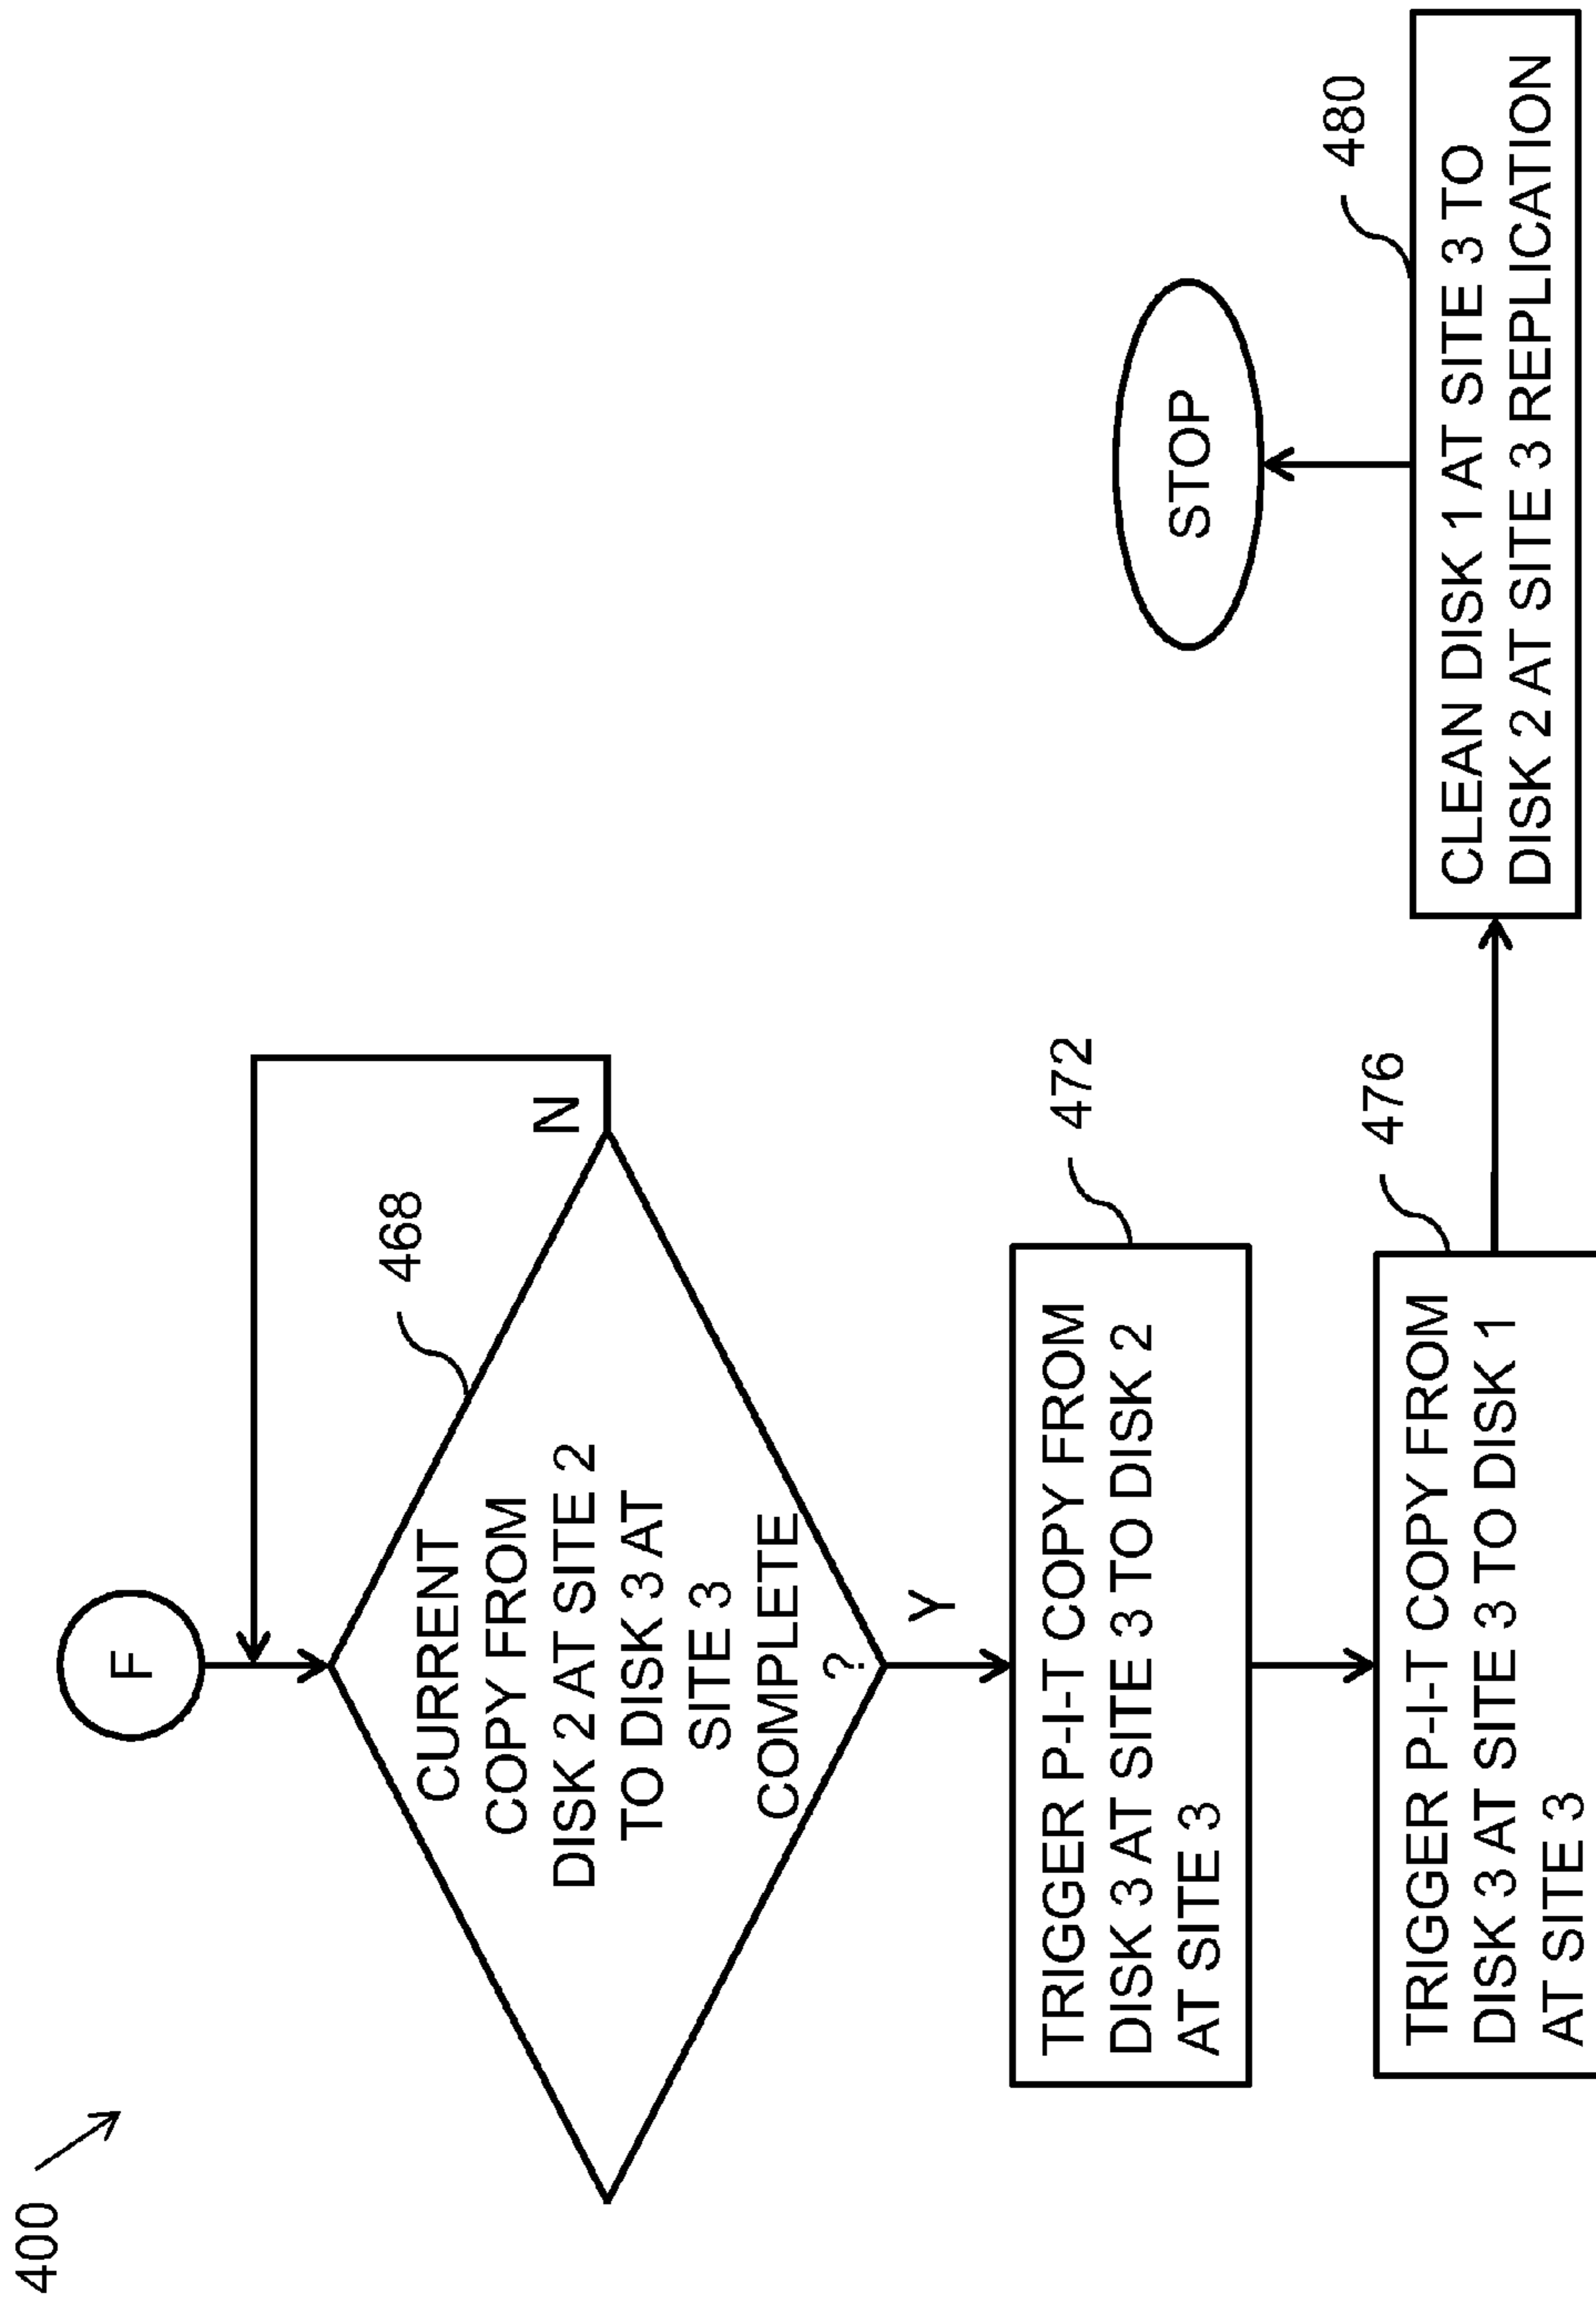 400
F
468
CURRENT
COPY FROM
DISK 2 AT SITE 2
TO DISK 3 AT
SITE 3
COMPLETE
?
N
Y
472
TRIGGER P-I-T COPY FROM
DISK 3 AT SITE 3 TO DISK 2
AT SITE 3
476
TRIGGER P-I-T COPY FROM
DISK 3 AT SITE 3 TO DISK 1
AT SITE 3
480
CLEAN DISK 1 AT SITE 3 TO
DISK 2 AT SITE 3 REPLICATION
STOP